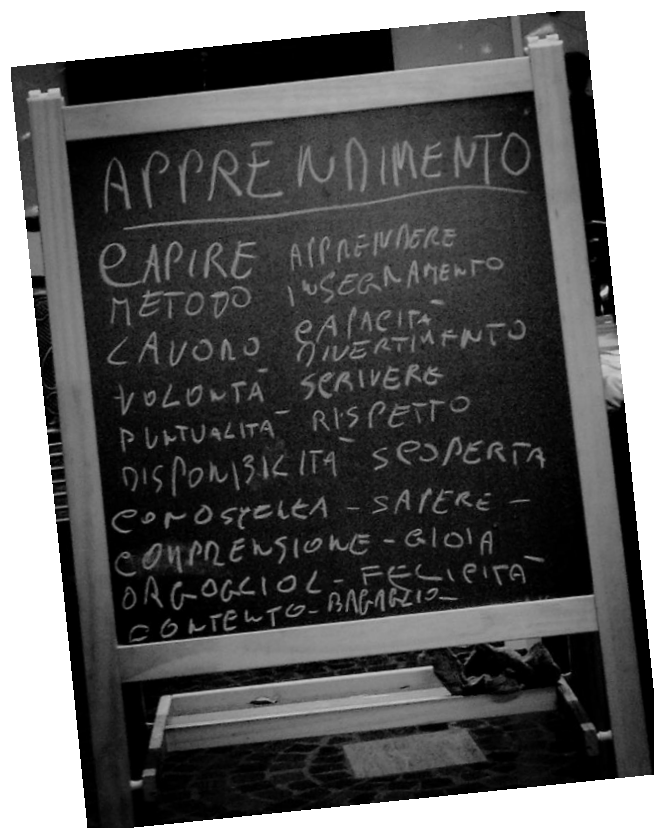 APPRENDIMENTO
CAPIRE APPRENDERE
METODO INSEGNAMENTO
LAVORO CAPACITÀ
DIVERTIMENTO
VOLONTÀ SCRIVERE
PUNTUALITÀ RISPETTO
DISPONIBILITÀ SCOPERTA
CONOSCENZA - SAPERE -
COMPRENSIONE - GIOIA
ORGOGLIO - FELICITÀ
CONTENTO - BAGAGLIO -